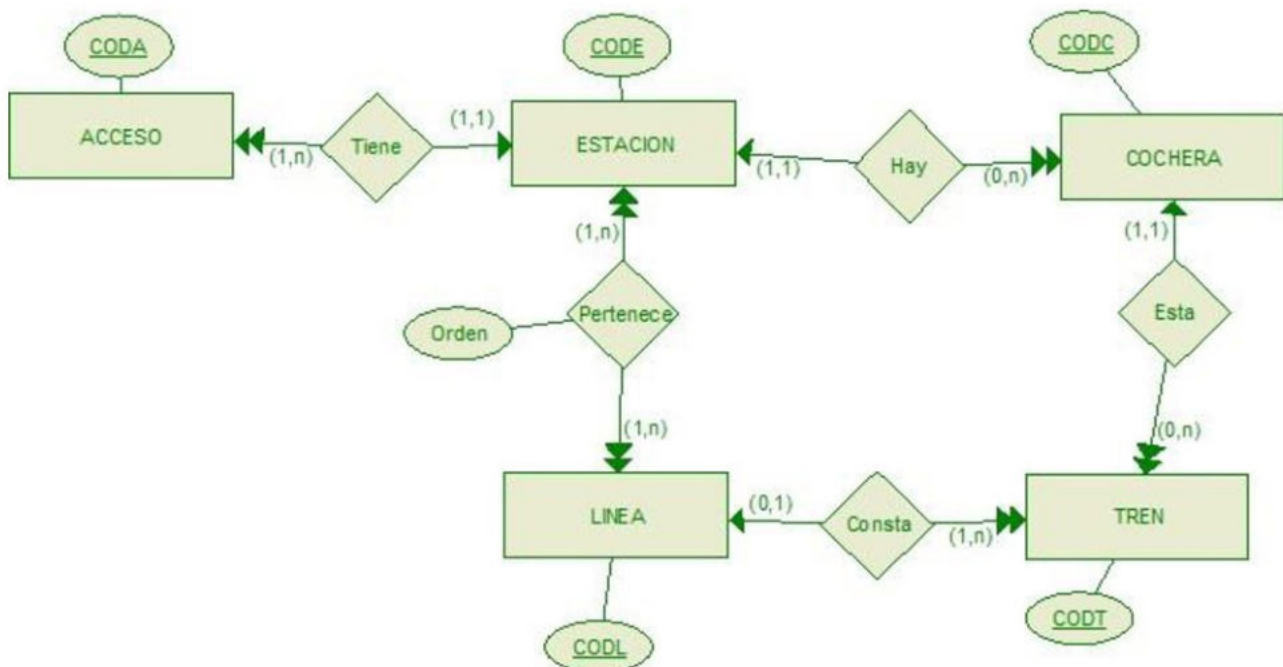 CODA
CODE
CODC
ACCESO
(1,n)
Tiene
(1,1)
ESTACION
(1,1)
Hay
(0,n)
COCHERA
(1,n)
(1,1)
Orden
Pertenece
Esta
(1,n)
(0,n)
LINEA
(0,1)
Consta
(1,n)
TREN
CODL
CODT